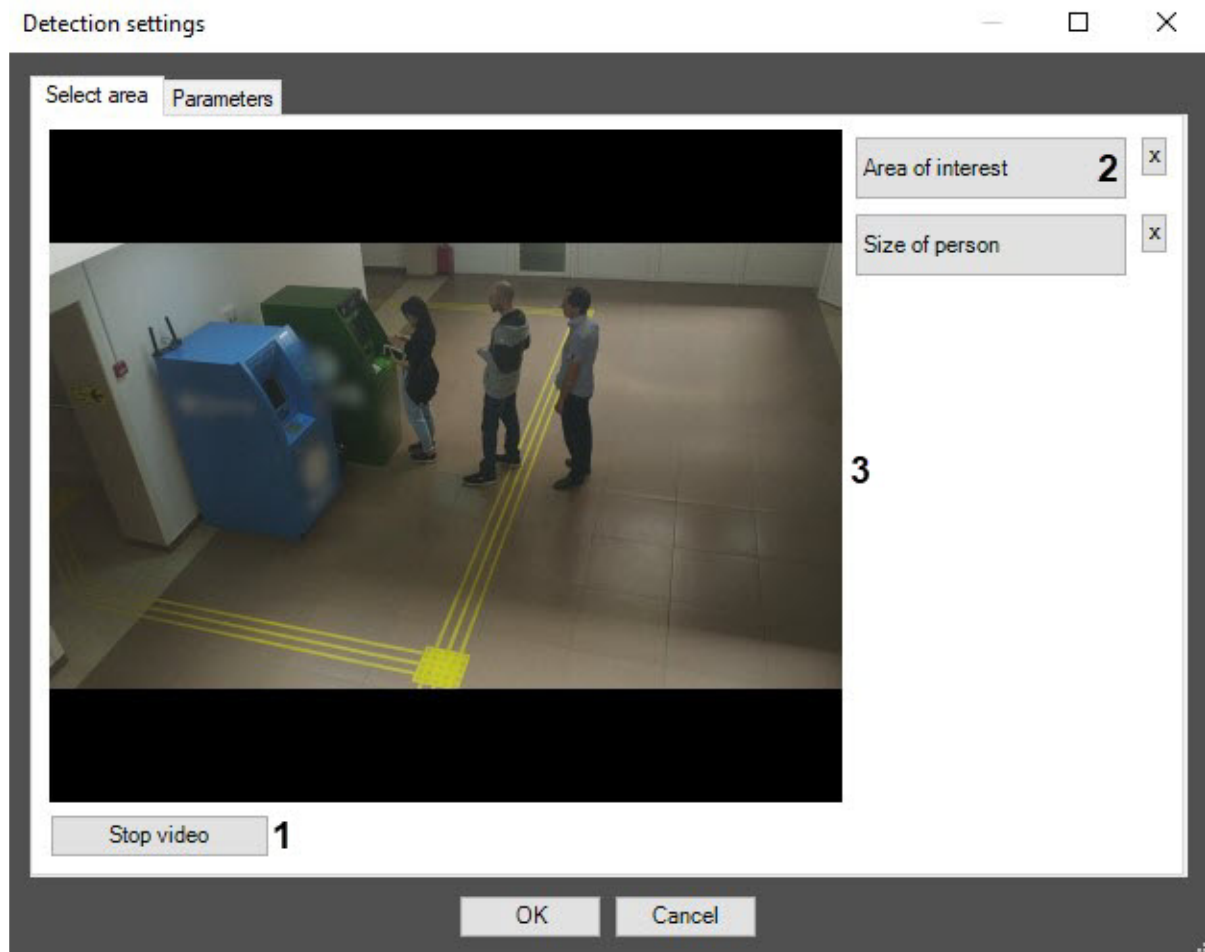 Detection settings
Select area
Parameters
Area of interest
2
x
Size of person
x
3
Stop video
1
OK
Cancel